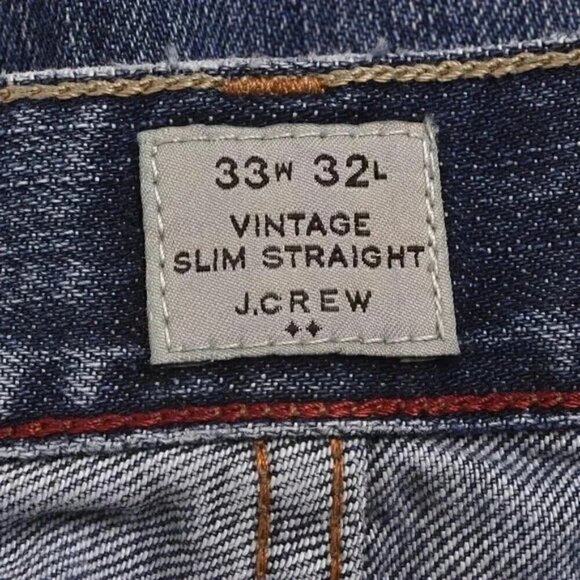 33W 32L
VINTAGE
SLIM STRAIGHT
J.CREW